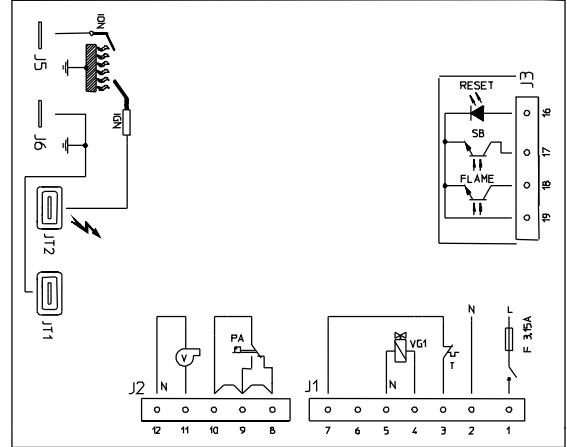 ION
J5
IGN
J6
JT2
JT1
J3
RESET
16
SB
17
FLAME
18
19
PA
V
N
J2
12 11 10 9 8
VG1
N
T
N
L
F 3.15A
J1
7 6 5 4 3 2 1